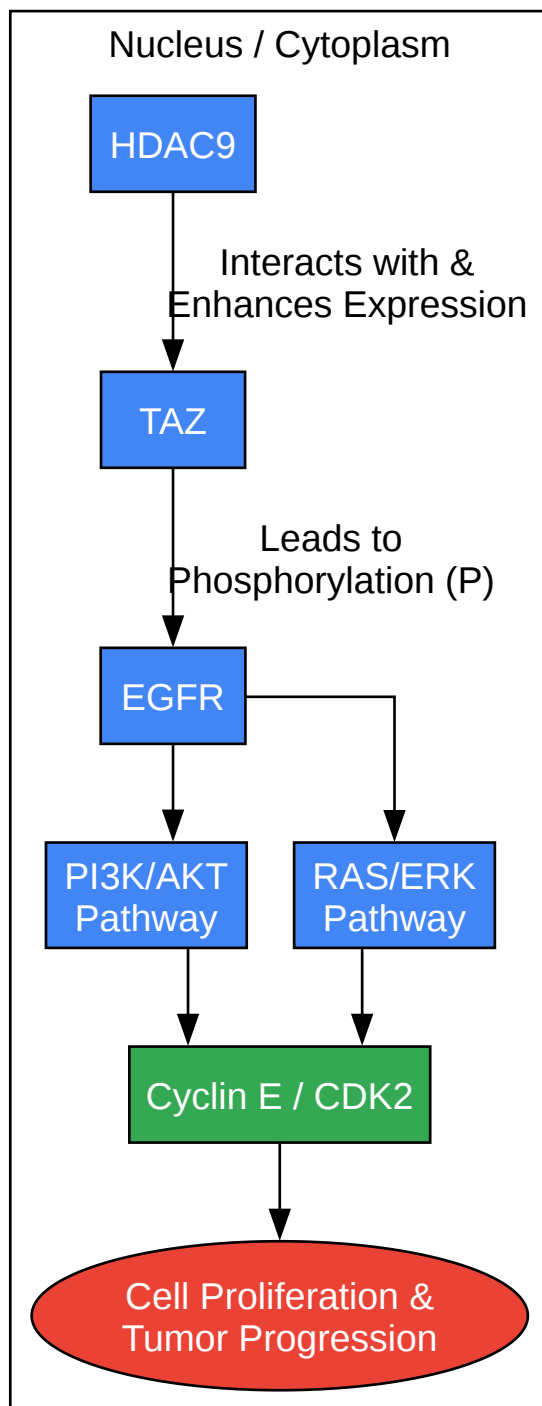 Nucleus / Cytoplasm
HDAC9
Interacts with &
Enhances Expression
TAZ
Leads to
Phosphorylation (P)
EGFR
PI3K/AKT
Pathway
RAS/ERK
Pathway
Cyclin E / CDK2
Cell Proliferation &
Tumor Progression